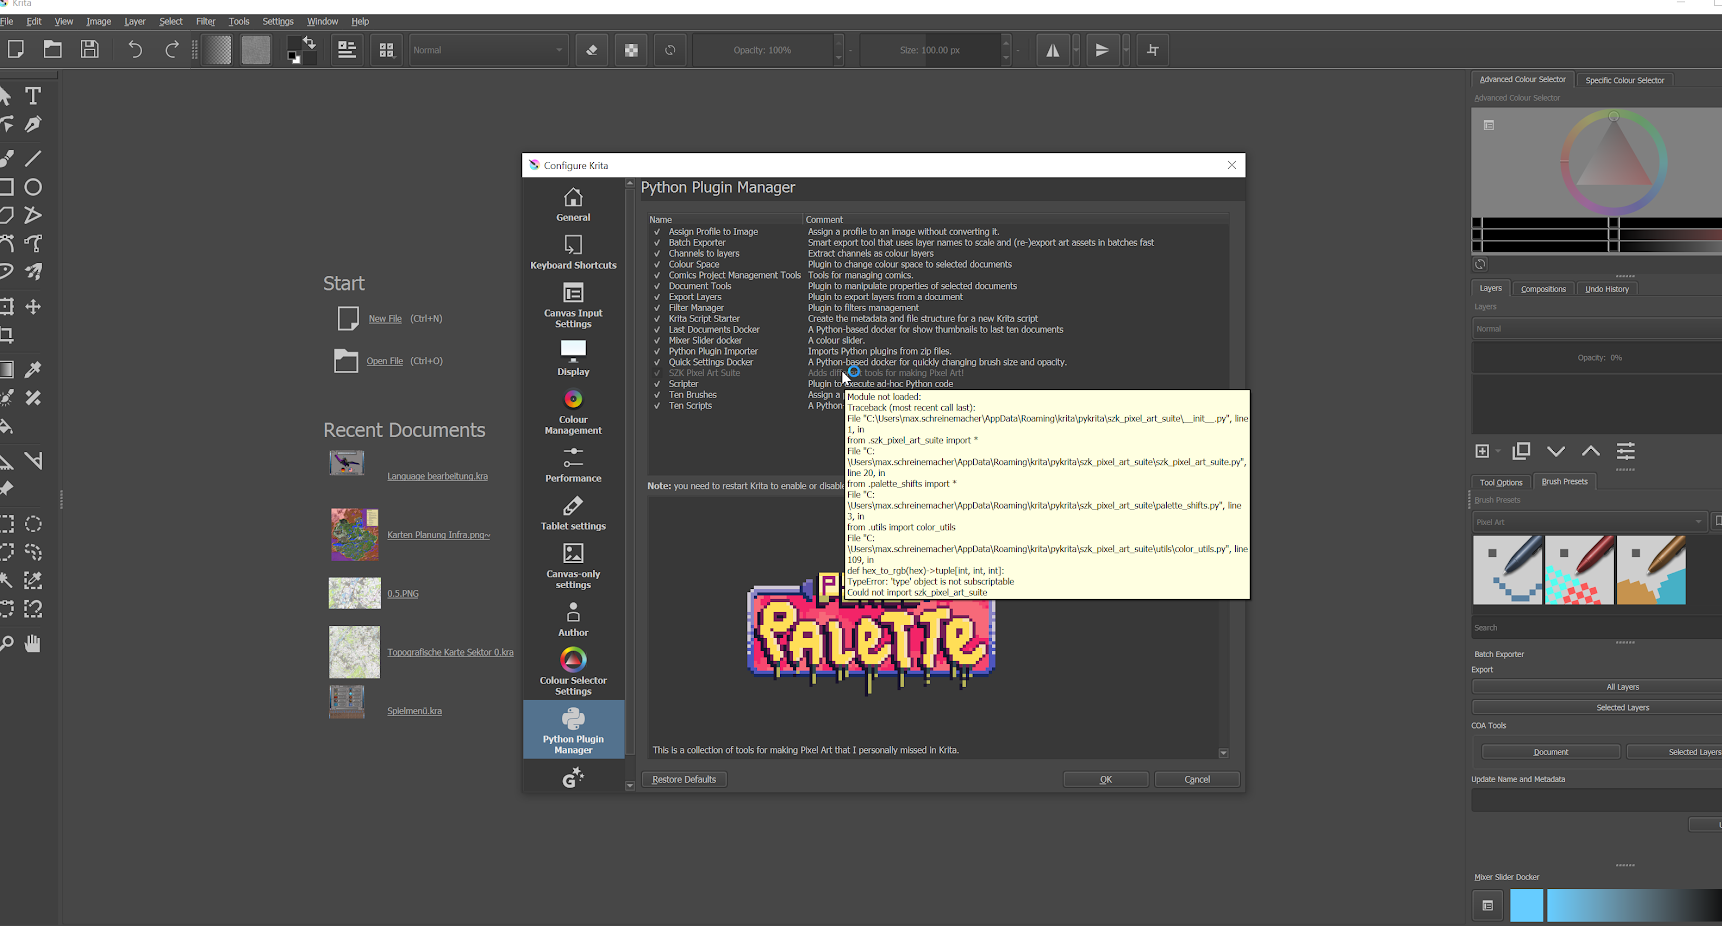 Krita
File Edit View Image Layer Select Filter Tools Settings Window Help
Normal
Opacity: 100%
Size: 100.00 px
Start
New File (Ctrl+N)
Open File (Ctrl+O)
Recent Documents
Language bearbeitung.kra
Karten Planung Infra.png~
0.5.PNG
Topografische Karte Sektor 0.kra
Spielmenü.kra
Configure Krita
General
Keyboard Shortcuts
Canvas Input
Settings
Display
Colour
Management
Performance
Tablet settings
Canvas-only
settings
Author
Colour Selector
Settings
Python Plugin
Manager
Python Plugin Manager
Name Comment
Assign Profile to Image Assign a profile to an image without converting it.
Batch Exporter Smart export tool that uses layer names to scale and (re-)export art assets in batches fast
Channels to layers Extract channels as colour layers
Colour Space Plugin to change colour space to selected documents
Comics Project Management Tools Tools for managing comics.
Document Tools Plugin to manipulate properties of selected documents
Export Layers Plugin to export layers from a document
Filter Manager Plugin to filters management
Krita Script Starter Create the metadata and file structure for a new Krita script
Last Documents Docker A Python-based docker for show thumbnails to last ten documents
Mixer Slider docker A colour slider.
Python Plugin Importer Imports Python plugins from zip files.
Quick Settings Docker A Python-based docker for quickly changing brush size and opacity.
SZK Pixel Art Suite Adds tools for making Pixel Art!
Scripter Plugin to execute ad-hoc Python code
Ten Brushes Assign a
Ten Scripts A Python-
Module not loaded:
Traceback (most recent call last):
File "C:\Users\max.schreinemacher\AppData\Roaming\krita\pykrita\szk_pixel_art_suite\__init__.py", line
1, in
from .szk_pixel_art_suite import *
File "C:
\Users\max.schreinemacher\AppData\Roaming\krita\pykrita\szk_pixel_art_suite\szk_pixel_art_suite.py",
line 20, in
from .palette_shifts import *
File "C:
\Users\max.schreinemacher\AppData\Roaming\krita\pykrita\szk_pixel_art_suite\palette_shifts.py", line
3, in
from .utils import color_utils
File "C:
\Users\max.schreinemacher\AppData\Roaming\krita\pykrita\szk_pixel_art_suite\utils\color_utils.py", line
109, in
def hex_to_rgb(hex)->tuple[int, int, int]:
TypeError: 'type' object is not subscriptable
Could not import szk_pixel_art_suite
Note: you need to restart Krita to enable or disable
PALETTE
This is a collection of tools for making Pixel Art that I personally missed in Krita.
Restore Defaults
OK
Cancel
Advanced Colour Selector Specific Colour Selector
Advanced Colour Selector
Layers Compositions Undo History
Layers
Normal
Opacity: 0%
Tool Options Brush Presets
Brush Presets
Pixel Art
Search
Batch Exporter
Export
All Layers
Selected Layers
COA Tools
Document Selected Layers
Update Name and Metadata
Mixer Slider Docker